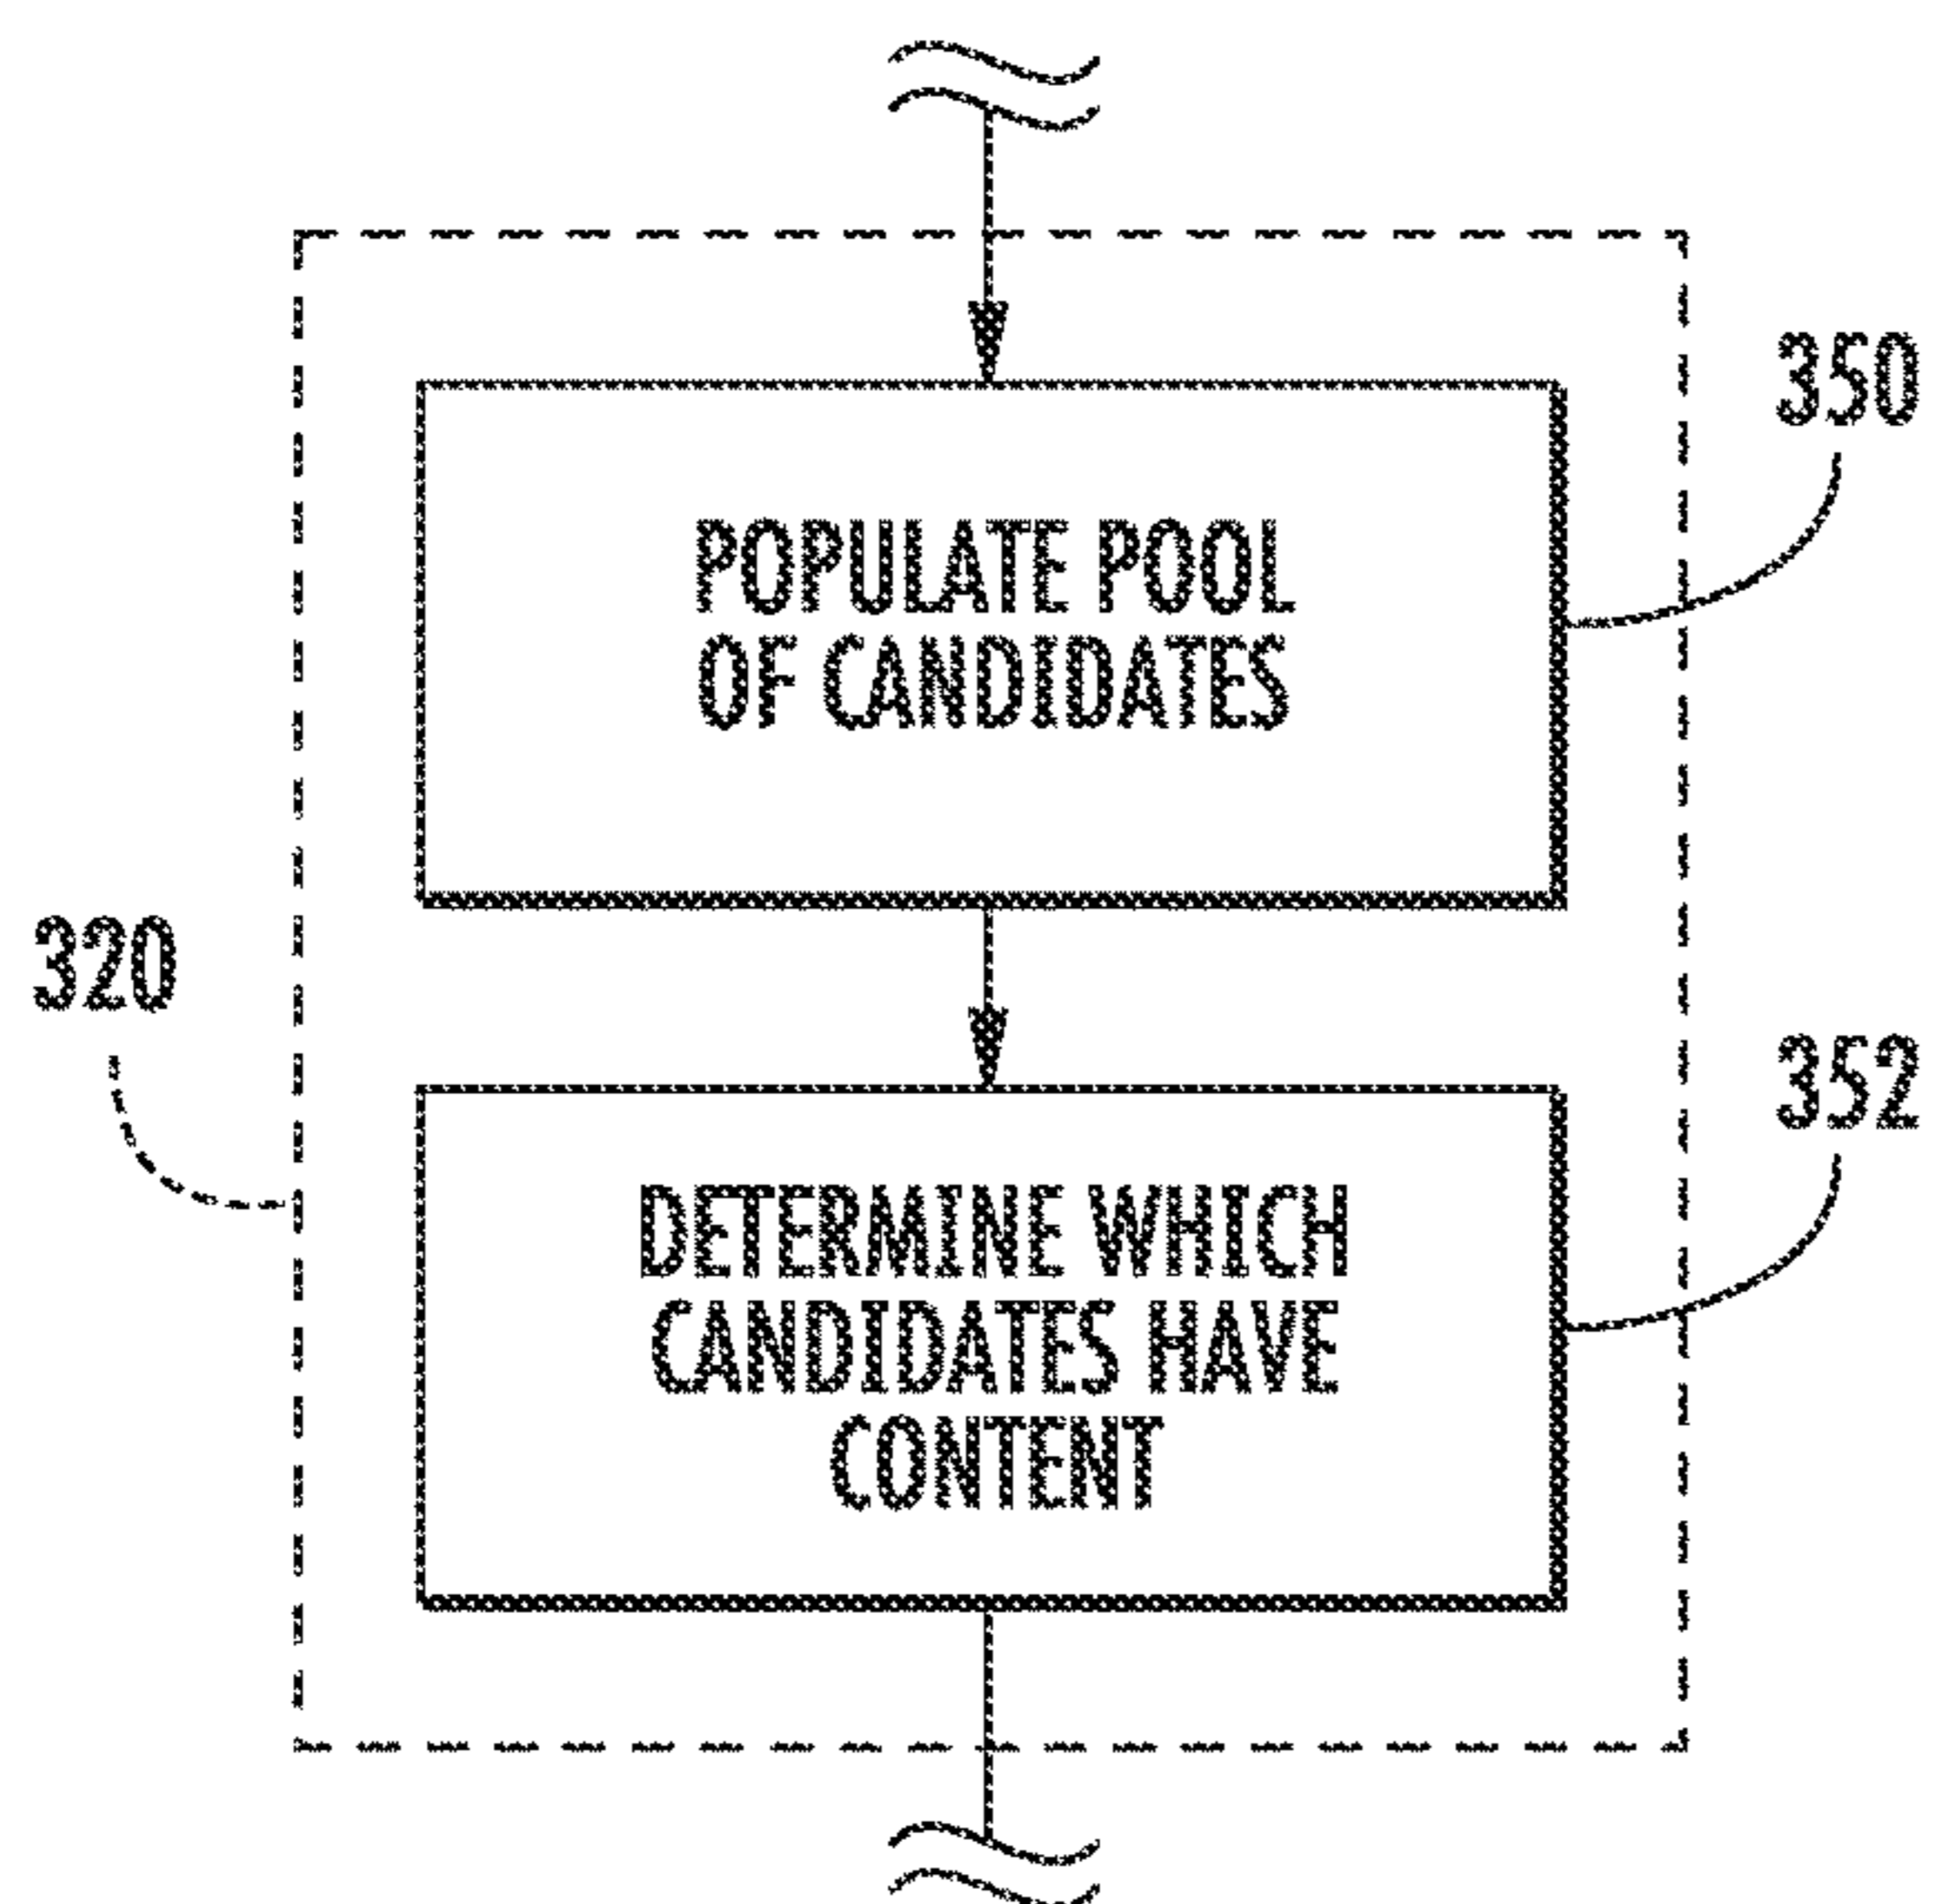 350
POPULATE POOL
OF CANDIDATES
320
352
DETERMINE WHICH
CANDIDATES HAVE
CONTENT